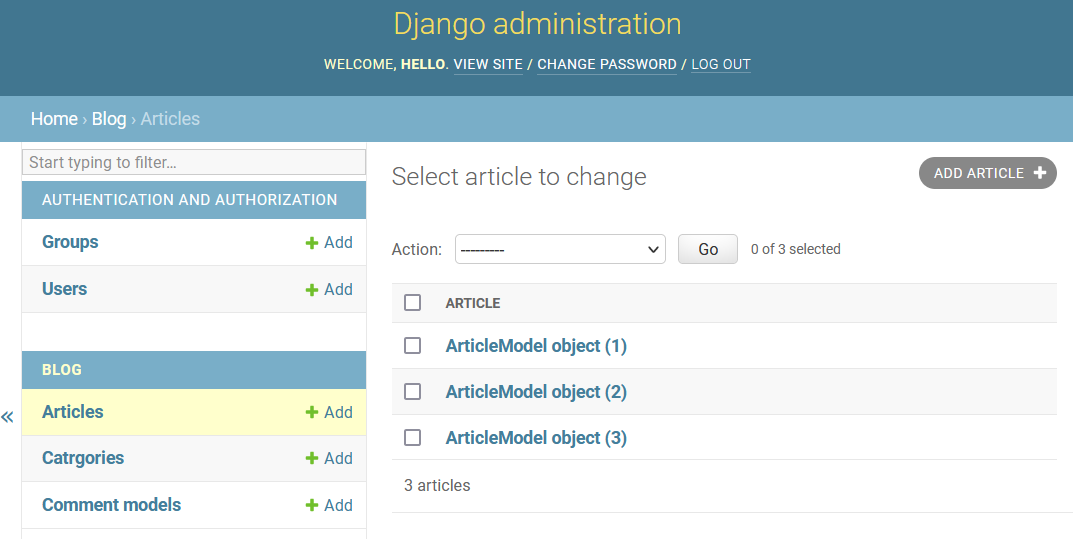 Django administration
WELCOME, HELLO. VIEW SITE / CHANGE PASSWORD / LOG OUT
Home › Blog › Articles
Start typing to filter...
AUTHENTICATION AND AUTHORIZATION
Groups + Add
Users + Add
BLOG
Articles + Add
Catrgories + Add
Comment models + Add
«
Select article to change
ADD ARTICLE +
Action: --------- Go 0 of 3 selected
ARTICLE
ArticleModel object (1)
ArticleModel object (2)
ArticleModel object (3)
3 articles